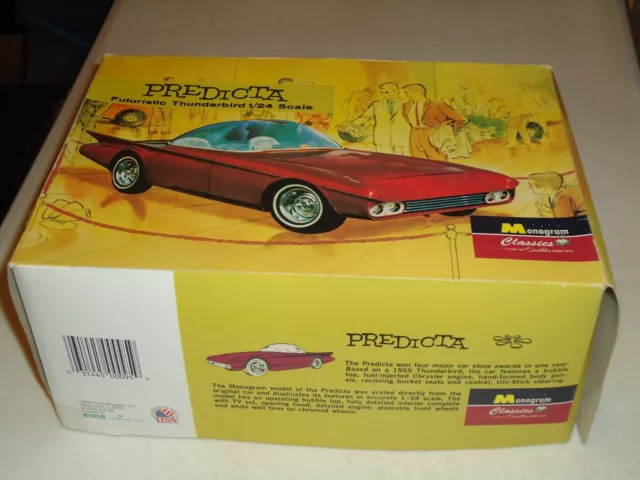 PREDICTA
Futuristic Thunderbird 1/24 Scale
Monogram
Classics
PREDICTA
The Predicta won four major car show awards in one year.
Based on a 1955 Thunderbird, the car features a bubble
top, fuel-injected Chrysler engine, hand-formed body pan-
els, reclining bucket seats and central, Uni-Stick steering.
The Monogram model of the Predicta was scaled directly from the
original car and duplicates its features in accurate 1/24 scale. The
model has an operating bubble top, fully detailed interior complete
with TV set, opening hood, detailed engine, steerable front wheels
and white wall tires on chromed wheels.
Monogram
Classics
USA